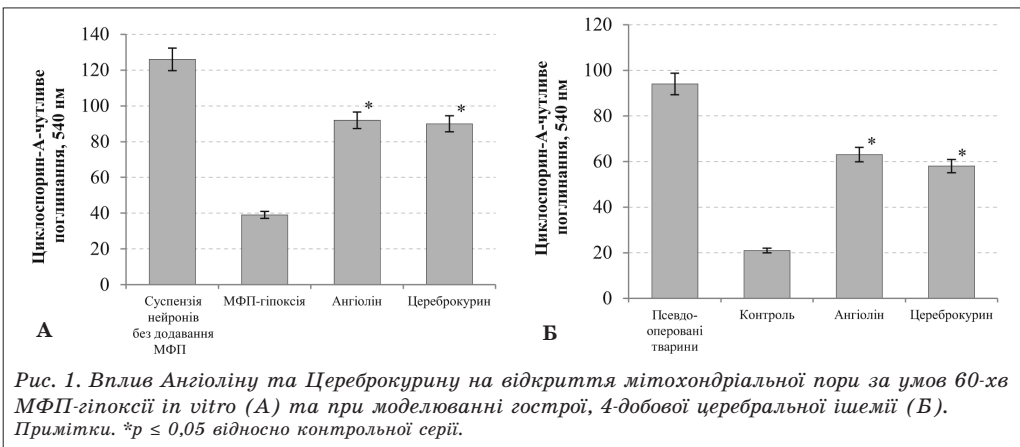 Циклоспорин-А-чутливе
поглинання, 540 нм
140
120
100
80
60
40
20
0
*
*
Суспензія
нейронів
без додавання
МФП
МФП-гіпоксія
Ангіолін
Цереброкурин
А
Циклоспорин-А-чутливе
поглинання, 540 нм
120
100
80
60
40
20
0
*
*
Псевдо-
оперовані
тварини
Контроль
Ангіолін
Цереброкурин
Б
Рис. 1. Вплив Ангіоліну та Цереброкурину на відкриття мітохондріальної пори за умов 60-хв
МФП-гіпоксії in vitro (А) та при моделюванні гострої, 4-добової церебральної ішемії (Б).
Примітки. *р ≤ 0,05 відносно контрольної серії.